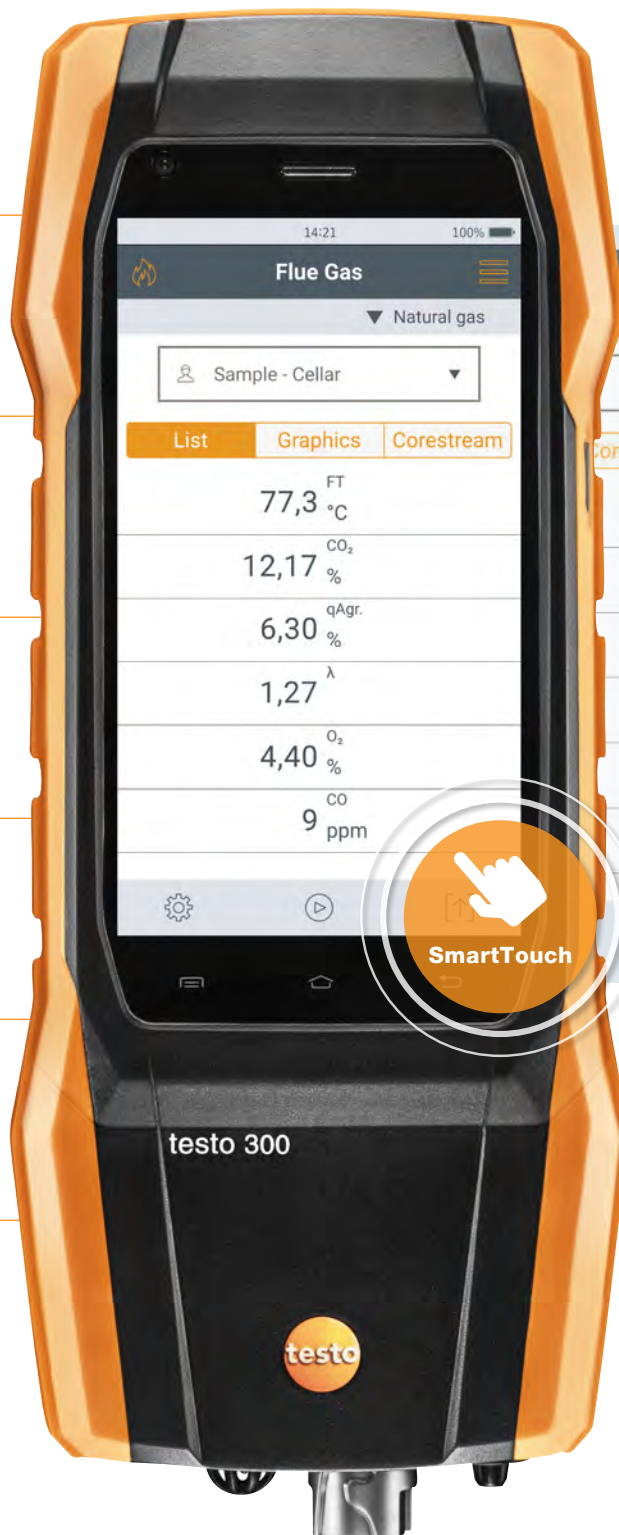 14:21 100%
Flue Gas
▼ Natural gas
Sample - Cellar ▼
List Graphics Corestream
77,3 FT °C
12,17 CO₂ %
6,30 qAgr. %
1,27 λ
4,40 O₂ %
9 CO ppm
SmartTouch
testo 300
testo